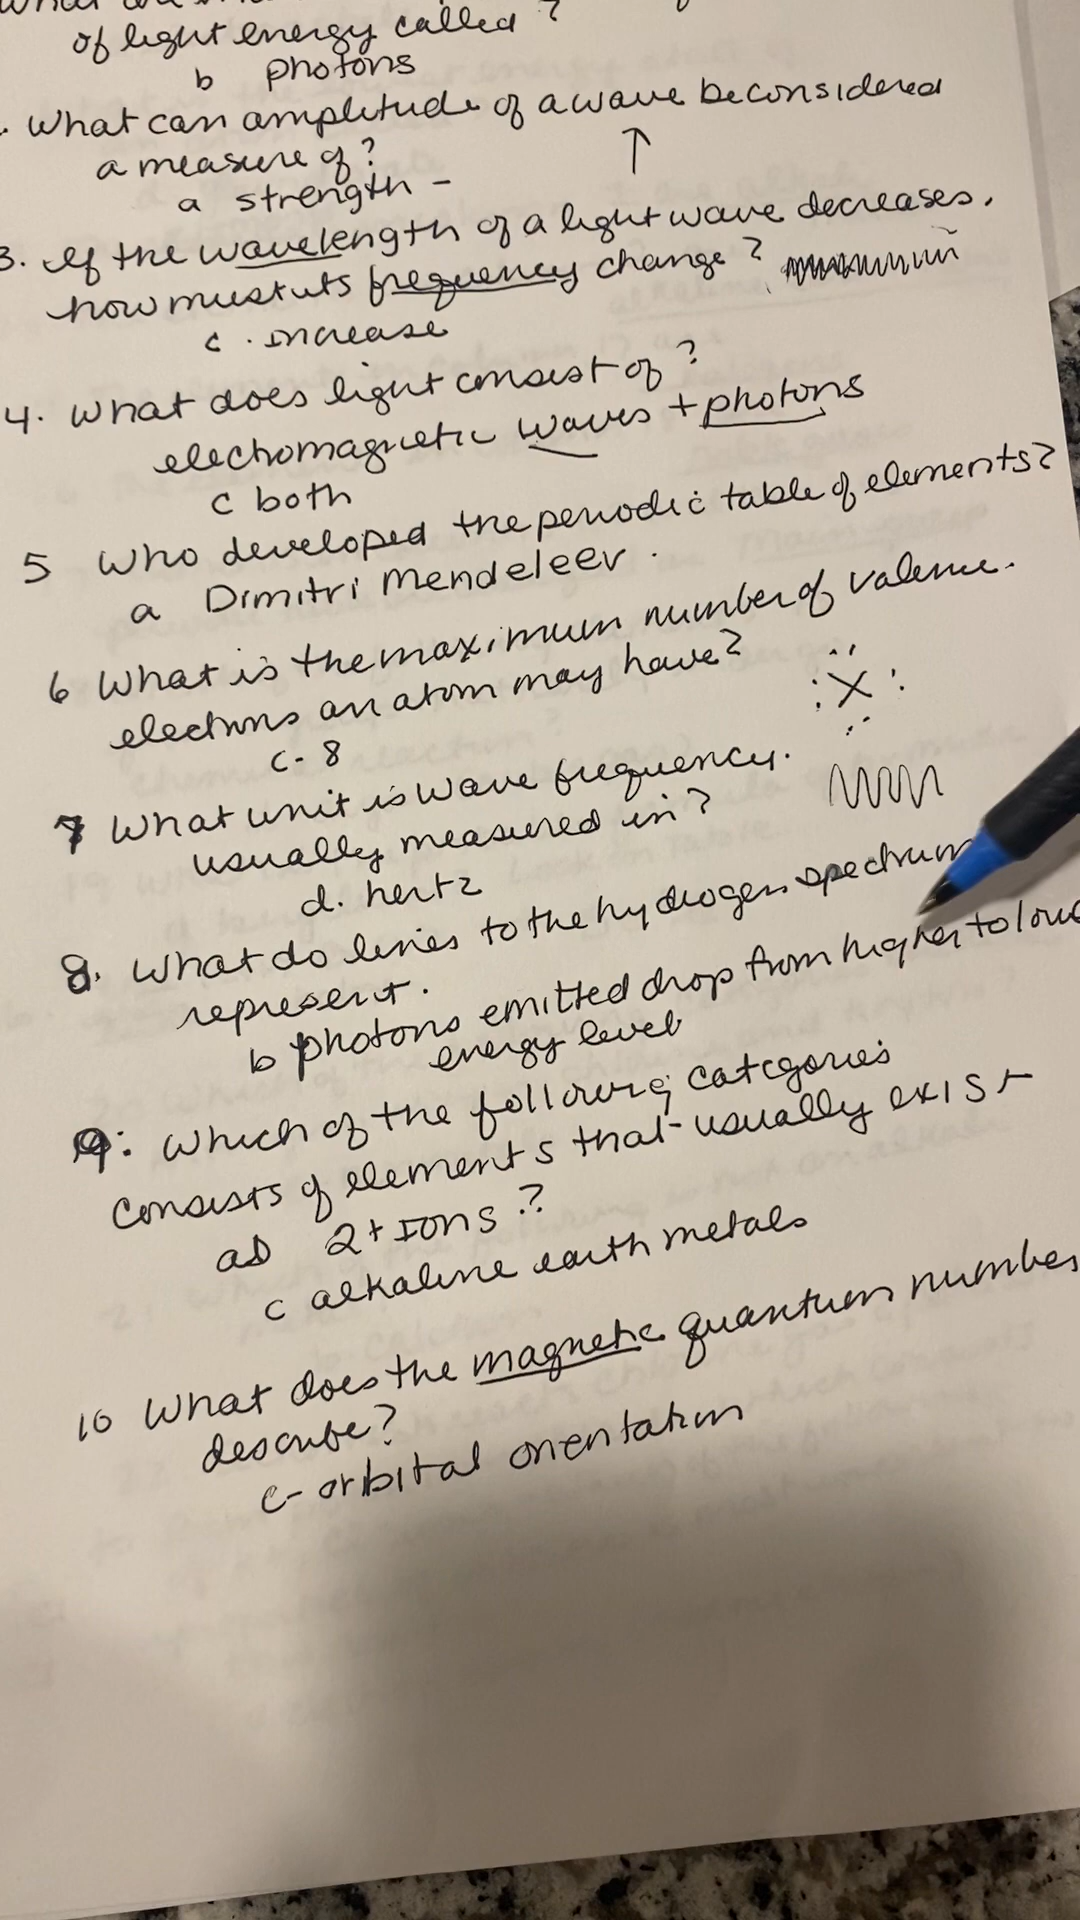 of light energy called?
b photons
. What can amplitude of a wave be considered
a measure of?
a strength -
3. If the wavelength of a light wave decreases.
how must its frequency change?
c. increase
4. What does light consist of?
electromagnetic waves + photons
c both
5 Who developed the periodic table of elements?
a Dimitri Mendeleev.
6 What is the maximum number of valence.
electrons an atom may have?
X
c- 8
7 What unit is wave frequency.
usually measured in?
d. hertz
8. What do lines to the hydrogen spectrum
represent.
b photons emitted drop from higher to
energy level
9: Which of the following categories
consists of elements that usually exist
as 2+ Ions?
c alkaline earth metals
10 What does the magnetic quantum number
describe?
c- orbital orientation